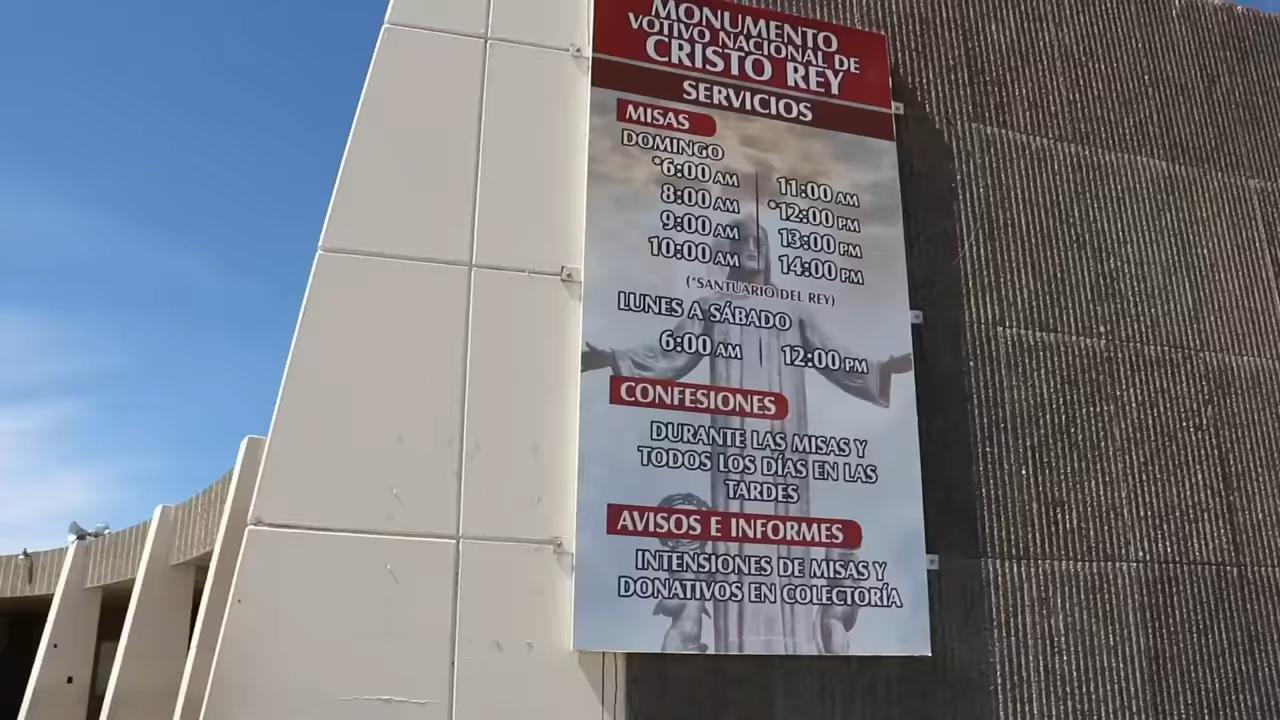 MONUMENTO
VOTIVO NACIONAL DE
CRISTO REY
SERVICIOS
MISAS
DOMINGO
*6:00 AM 11:00 AM
8:00 AM *12:00 PM
9:00 AM 13:00 PM
10:00 AM 14:00 PM
(*SANTUARIO DEL REY)
LUNES A SÁBADO
6:00 AM 12:00 PM
CONFESIONES
DURANTE LAS MISAS Y
TODOS LOS DÍAS EN LAS
TARDES
AVISOS E INFORMES
INTENSIONES DE MISAS Y
DONATIVOS EN COLECTORÍA